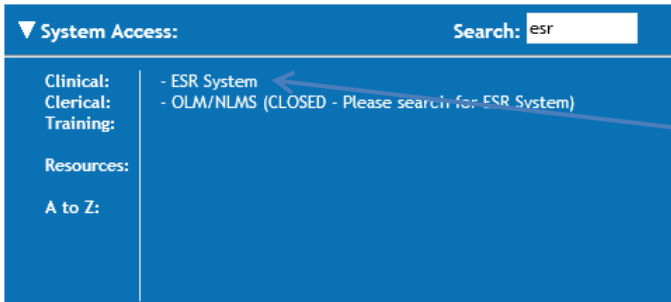 ▼ System Access: Search: esr
Clinical: - ESR System
Clerical: - OLM/NLMS (CLOSED - Please search for ESR System)
Training:
Resources:
A to Z: